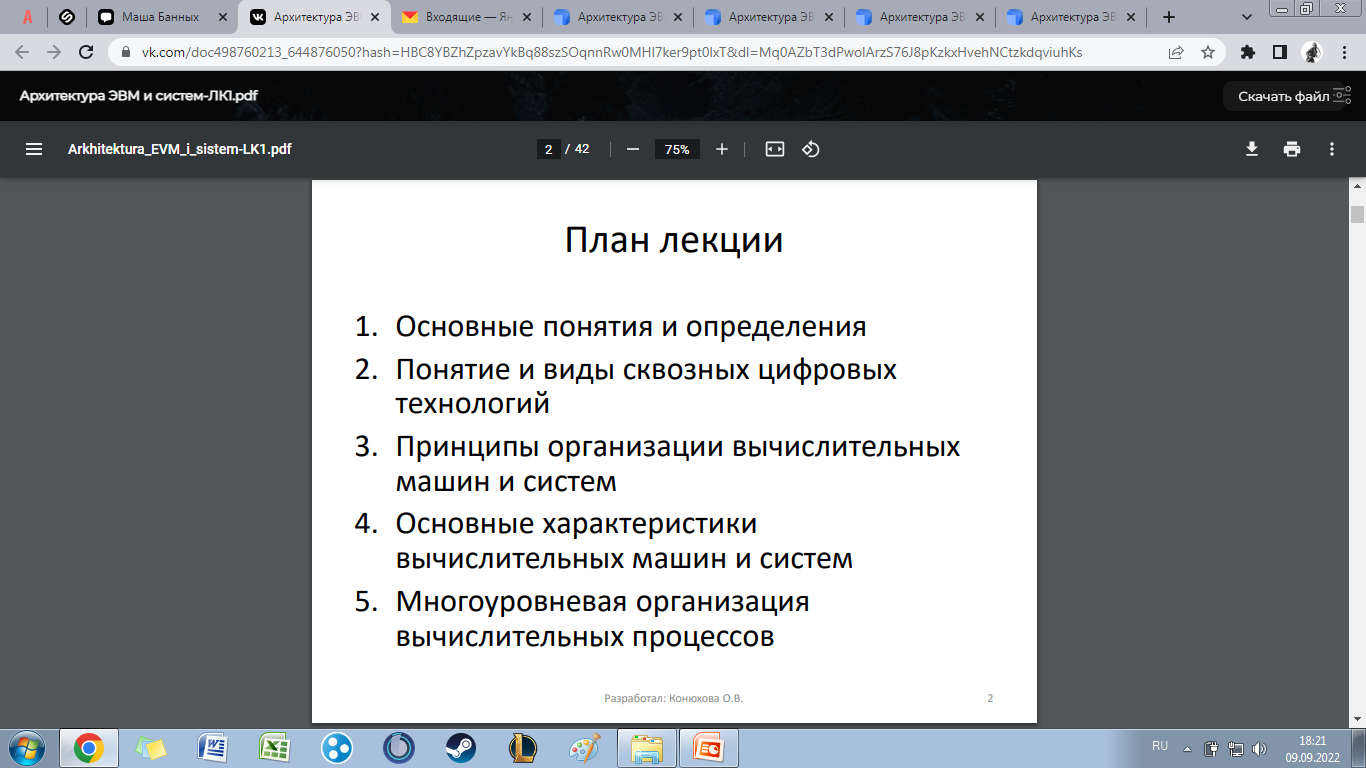 Маша Банных
Архитектура ЭВ
Входящие — Ян
Архитектура ЭВ
Архитектура ЭВ
Архитектура ЭВ
Архитектура ЭВ
vk.com/doc498760213_644876050?hash=HBC8YBZhZpzavYkBq88szSOqnnRw0MHI7ker9pt0IxT&dl=Mq0AZbT3dPwoIArzS76J8pKzkxHvehNCtzkdqviuhKs
Архитектура ЭВМ и систем-ЛК1.pdf
Скачать файл
Arkhitektura_EVM_i_sistem-LK1.pdf
2 / 42
75%
План лекции
1. Основные понятия и определения
2. Понятие и виды сквозных цифровых
технологий
3. Принципы организации вычислительных
машин и систем
4. Основные характеристики
вычислительных машин и систем
5. Многоуровневая организация
вычислительных процессов
Разработал: Конюхова О.В.
2
RU
18:21
09.09.2022